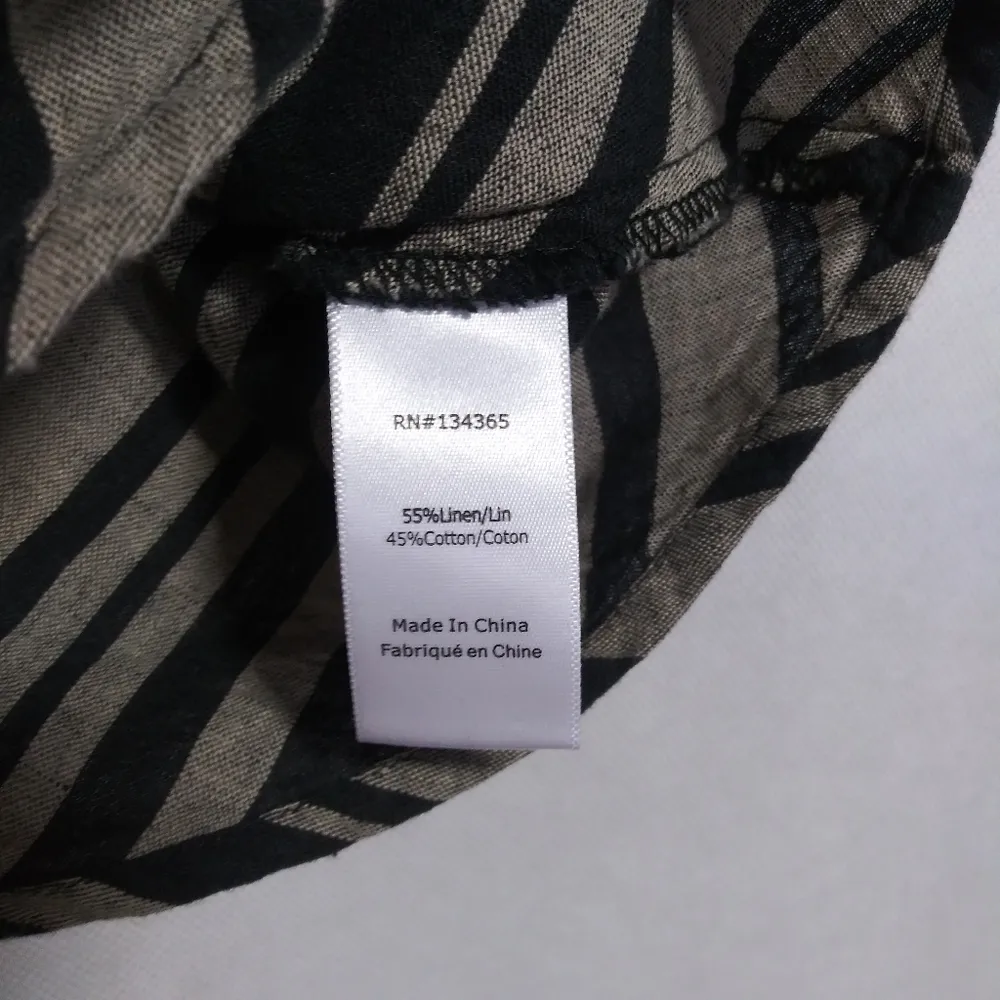 RN#134365
55%Linen/Lin
45%Cotton/Coton
Made In China
Fabriqué en Chine